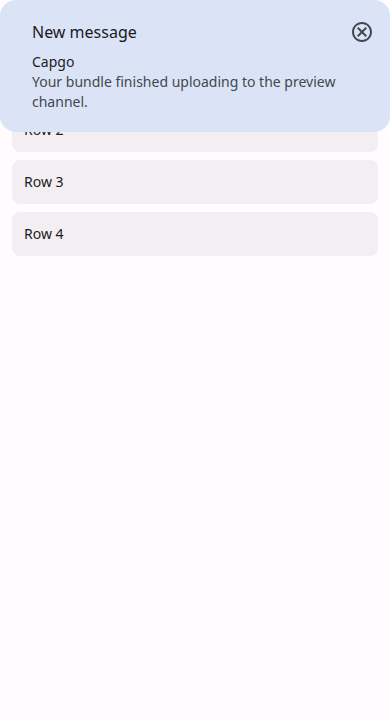 New message
Capgo
Your bundle finished uploading to the preview
channel.
Row 2
Row 3
Row 4